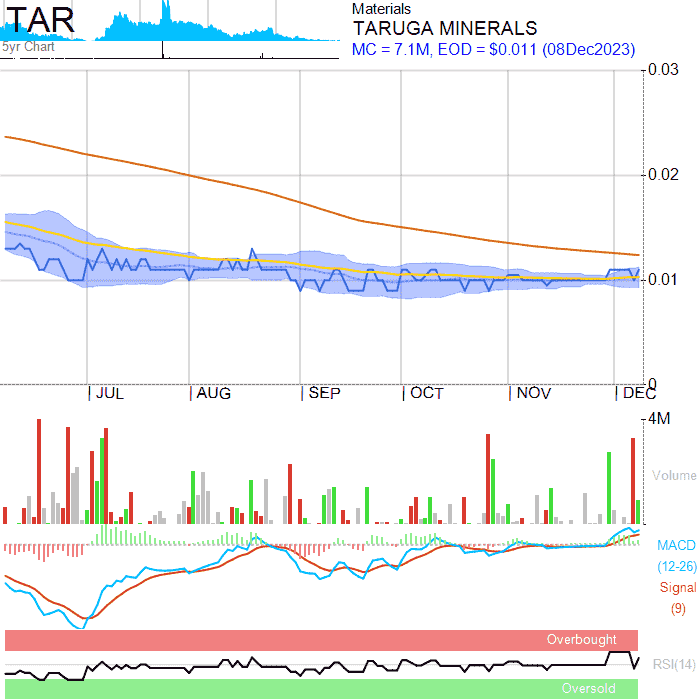 TAR
5yr Chart
Materials
TARUGA MINERALS
MC = 7.1M, EOD = $0.011 (08Dec2023)
0.03
0.02
0.01
0
JUL AUG SEP OCT NOV DEC
4M
Volume
MACD
(12-26)
Signal
(9)
Overbought
RSI(14)
Oversold